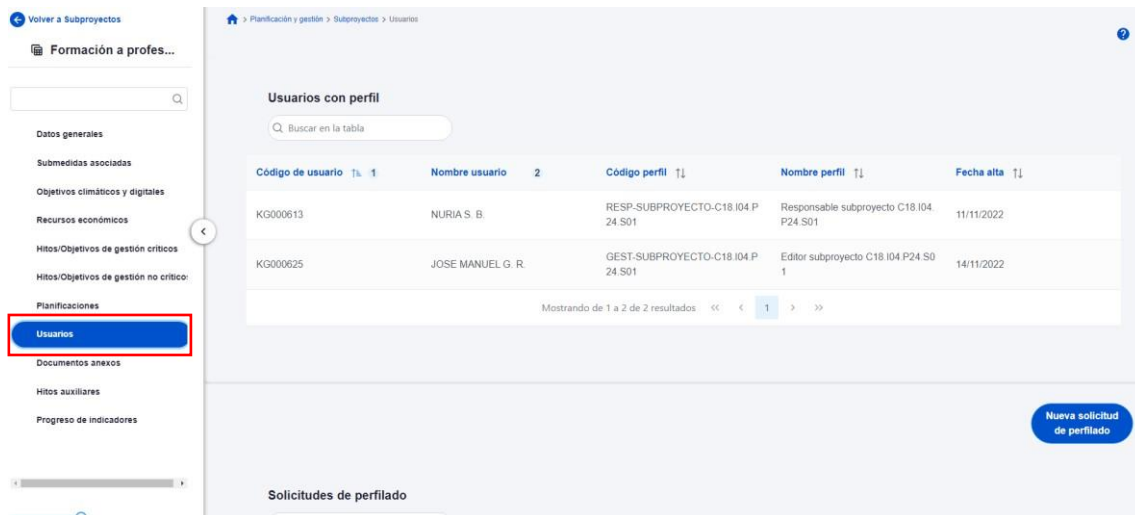 Volver a Subproyectos
> Planificación y gestión > Subproyectos > Usuarios
Formación a profes...
Usuarios con perfil
Buscar en la tabla
Datos generales
Submedidas asociadas
Objetivos climáticos y digitales
Recursos económicos
Hitos/Objetivos de gestión críticos
Hitos/Objetivos de gestión no crítico
Planificaciones
Usuarios
Documentos anexos
Hitos auxiliares
Progreso de indicadores
Código de usuario 1 Nombre usuario 2 Código perfil Nombre perfil Fecha alta
KG000613 NURIA S. B. RESP-SUBPROYECTO-C18.I04.P Responsable subproyecto C18.I04. 11/11/2022
24.S01 P24.S01
KG000625 JOSE MANUEL G. R. GEST-SUBPROYECTO-C18.I04.P Editor subproyecto C18.I04.P24.S0 14/11/2022
24.S01 1
Mostrando de 1 a 2 de 2 resultados << < 1 > >>
Nueva solicitud
de perfilado
Solicitudes de perfilado